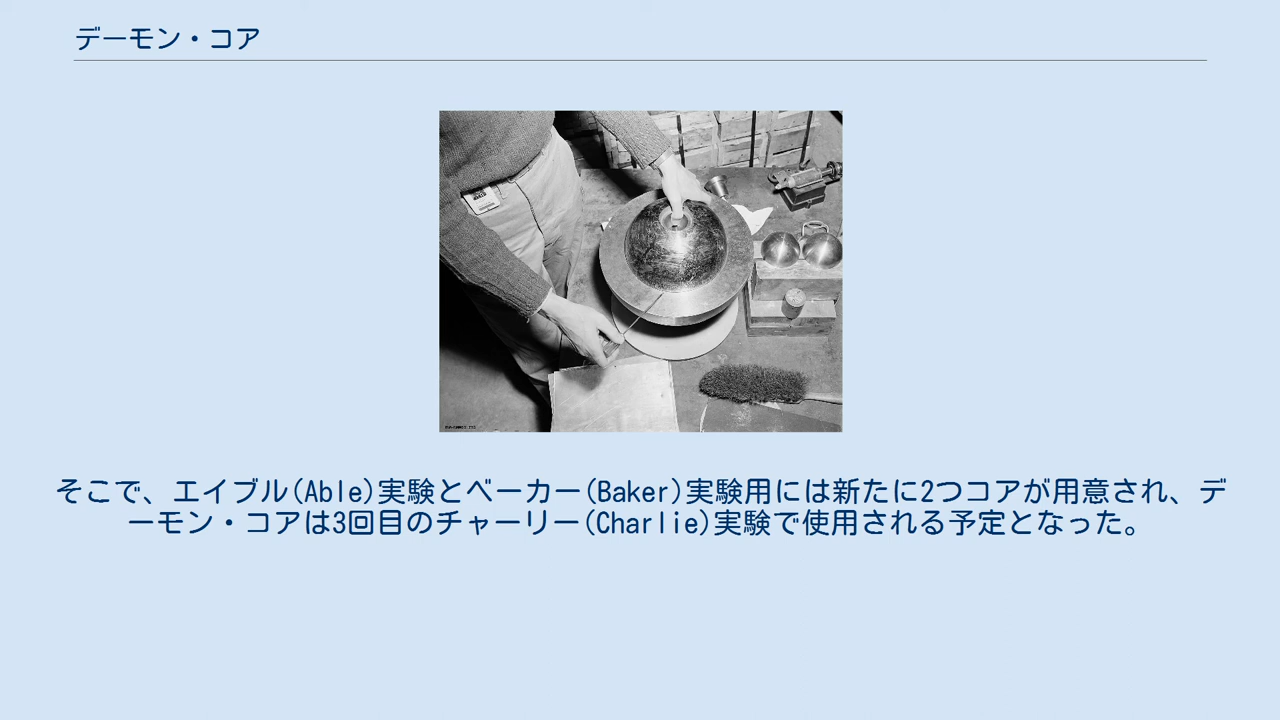 デーモン・コア
そこで、エイブル(Able)実験とベーカー(Baker)実験用には新たに2つコアが用意され、デ
ーモン・コアは3回目のチャーリー(Charlie)実験で使用される予定となった。